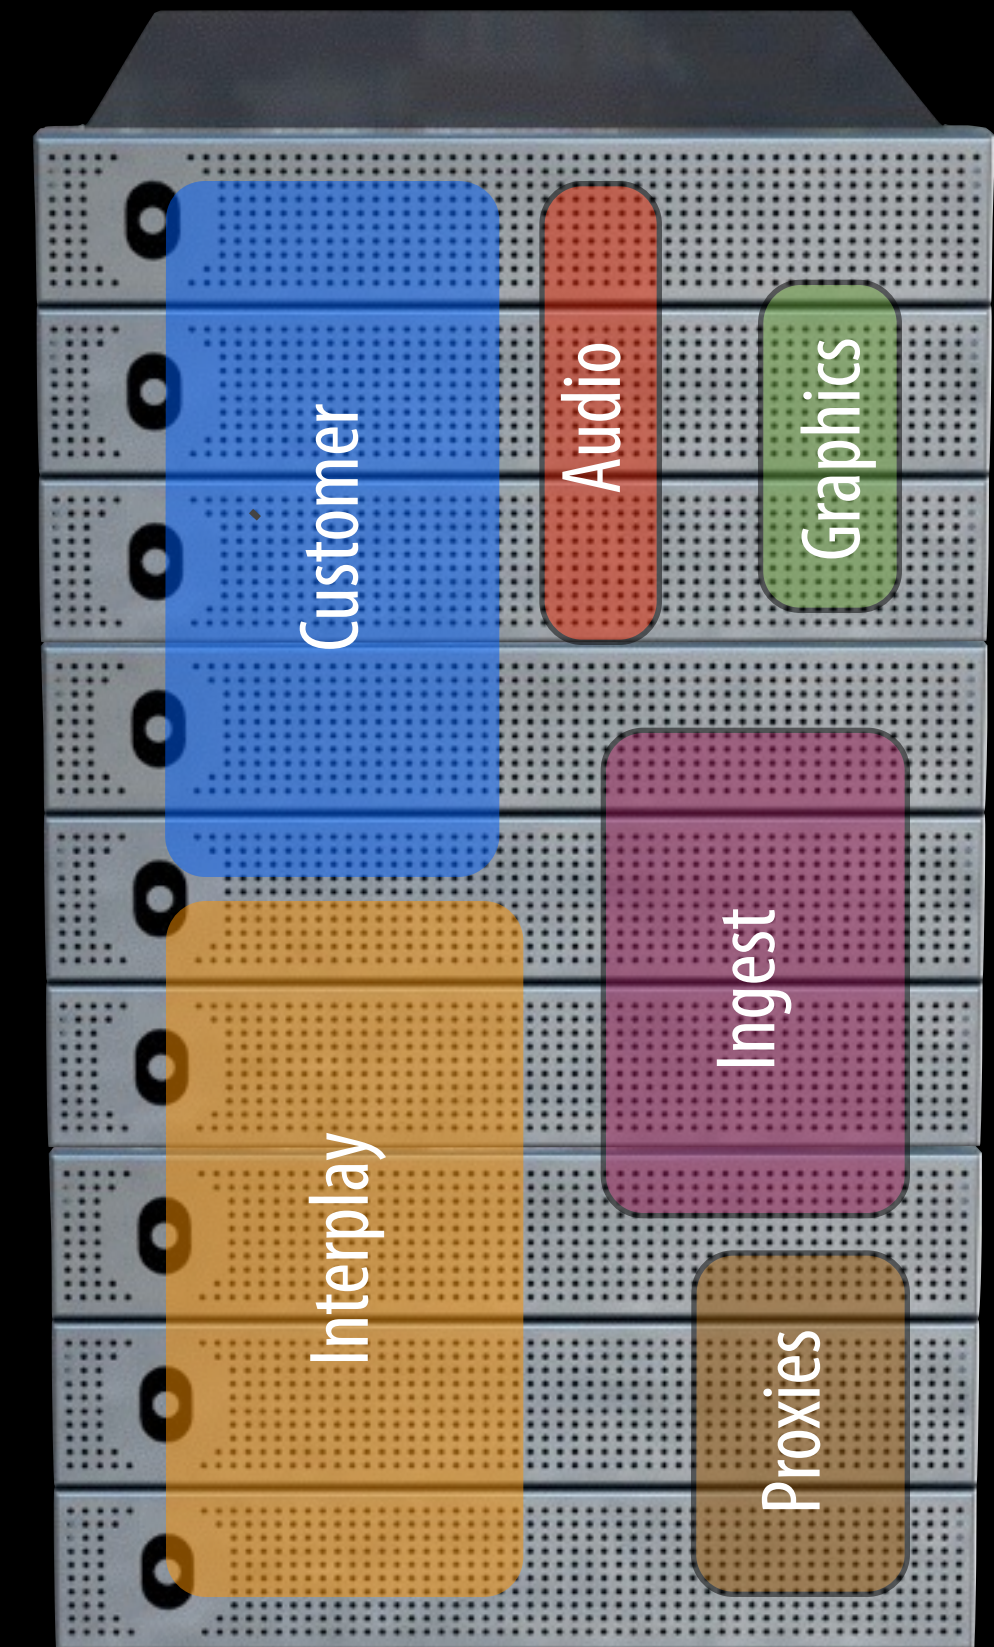 Customer
Audio
Graphics
Interplay
Ingest
Proxies